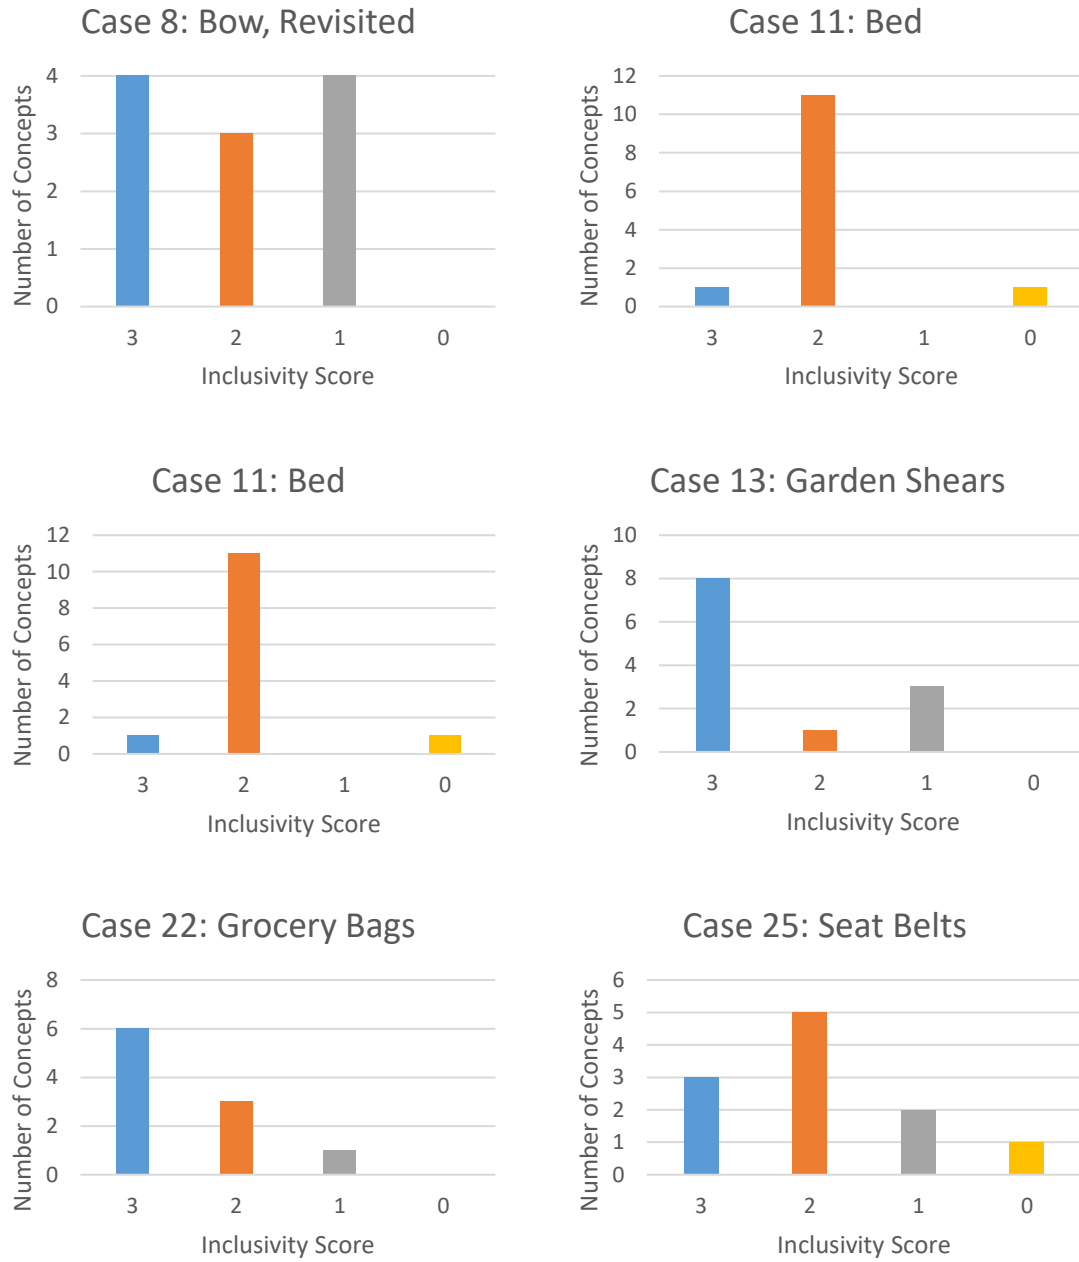 Case 8: Bow, Revisited
Number of Concepts
4
3
2
1
0
3 2 1 0
Inclusivity Score
Case 11: Bed
Number of Concepts
12
10
8
6
4
2
0
3 2 1 0
Inclusivity Score
Case 11: Bed
Number of Concepts
12
10
8
6
4
2
0
3 2 1 0
Inclusivity Score
Case 13: Garden Shears
Number of Concepts
10
8
6
4
2
0
3 2 1 0
Inclusivity Score
Case 22: Grocery Bags
Number of Concepts
8
6
4
2
0
3 2 1 0
Inclusivity Score
Case 25: Seat Belts
Number of Concepts
6
5
4
3
2
1
0
3 2 1 0
Inclusivity Score